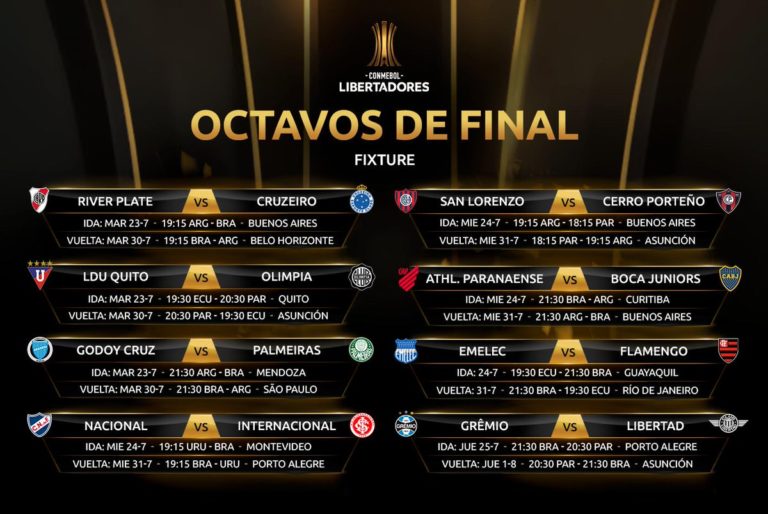 CONMEBOL
LIBERTADORES
OCTAVOS DE FINAL
FIXTURE
RIVER PLATE VS CRUZEIRO
IDA: MAR 23-7 - 19:15 ARG - BRA - BUENOS AIRES
VUELTA: MAR 30-7 - 19:15 BRA - ARG - BELO HORIZONTE
LDU QUITO VS OLIMPIA
IDA: MAR 23-7 - 19:30 ECU - 20:30 PAR - QUITO
VUELTA: MAR 30-7 - 20:30 PAR - 19:30 ECU - ASUNCIÓN
GODOY CRUZ VS PALMEIRAS
IDA: MAR 23-7 - 21:30 ARG - BRA - MENDOZA
VUELTA: MAR 30-7 - 21:30 BRA - ARG - SÃO PAULO
NACIONAL VS INTERNACIONAL
IDA: MIE 24-7 - 19:15 URU - BRA - MONTEVIDEO
VUELTA: MIE 31-7 - 19:15 BRA - URU - PORTO ALEGRE
SAN LORENZO VS CERRO PORTEÑO
IDA: MIE 24-7 - 19:15 ARG - 18:15 PAR - BUENOS AIRES
VUELTA: MIE 31-7 - 18:15 PAR - 19:15 ARG - ASUNCIÓN
ATHL. PARANAENSE VS BOCA JUNIORS
IDA: MIE 24-7 - 21:30 BRA - ARG - CURITIBA
VUELTA: MIE 31-7 - 21:30 ARG - BRA - BUENOS AIRES
EMELEC VS FLAMENGO
IDA: 24-7 - 19:30 ECU - 21:30 BRA - GUAYAQUIL
VUELTA: 31-7 - 21:30 BRA - 19:30 ECU - RÍO DE JANEIRO
GRÊMIO VS LIBERTAD
IDA: JUE 25-7 - 21:30 BRA - 20:30 PAR - PORTO ALEGRE
VUELTA: JUE 1-8 - 20:30 PAR - 21:30 BRA - ASUNCIÓN